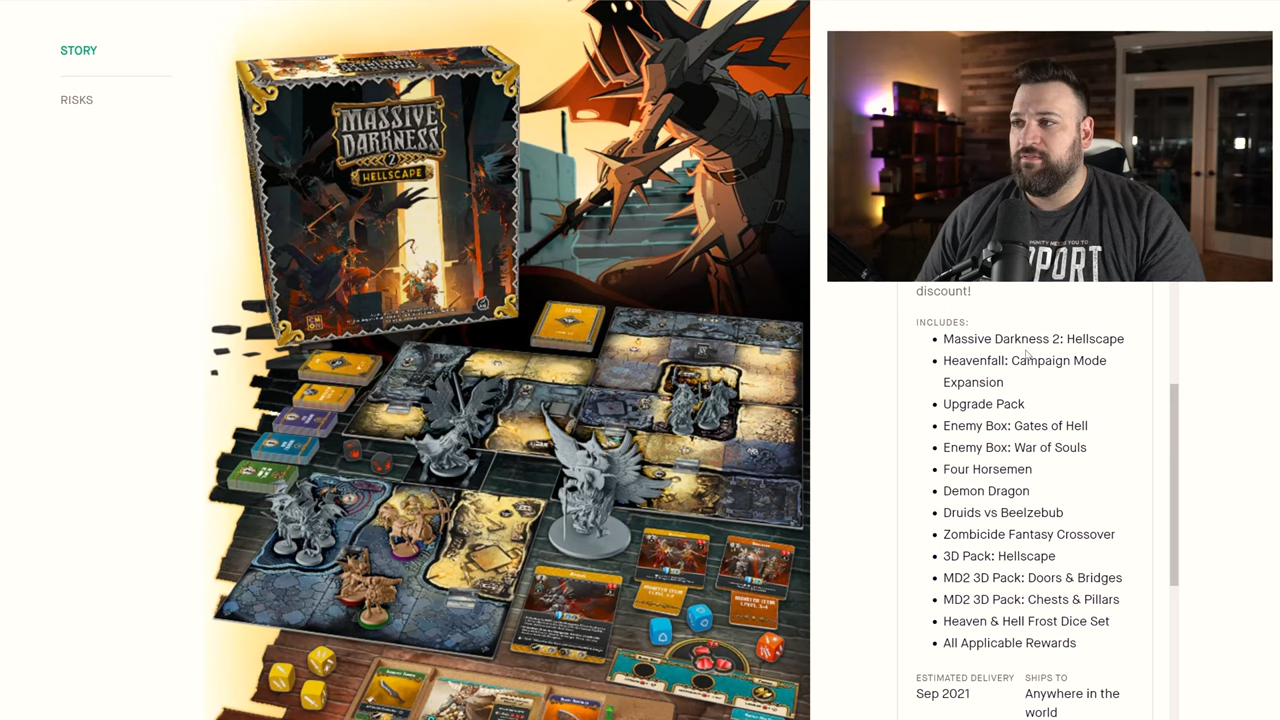 STORY
RISKS
MASSIVE
DARKNESS
2
HELLSCAPE
CM
ON
PORT
discount!
INCLUDES:
• Massive Darkness 2: Hellscape
• Heavenfall: Campaign Mode
Expansion
• Upgrade Pack
• Enemy Box: Gates of Hell
• Enemy Box: War of Souls
• Four Horsemen
• Demon Dragon
• Druids vs Beelzebub
• Zombicide Fantasy Crossover
• 3D Pack: Hellscape
• MD2 3D Pack: Doors & Bridges
• MD2 3D Pack: Chests & Pillars
• Heaven & Hell Frost Dice Set
• All Applicable Rewards
ESTIMATED DELIVERY
Sep 2021
SHIPS TO
Anywhere in the
world